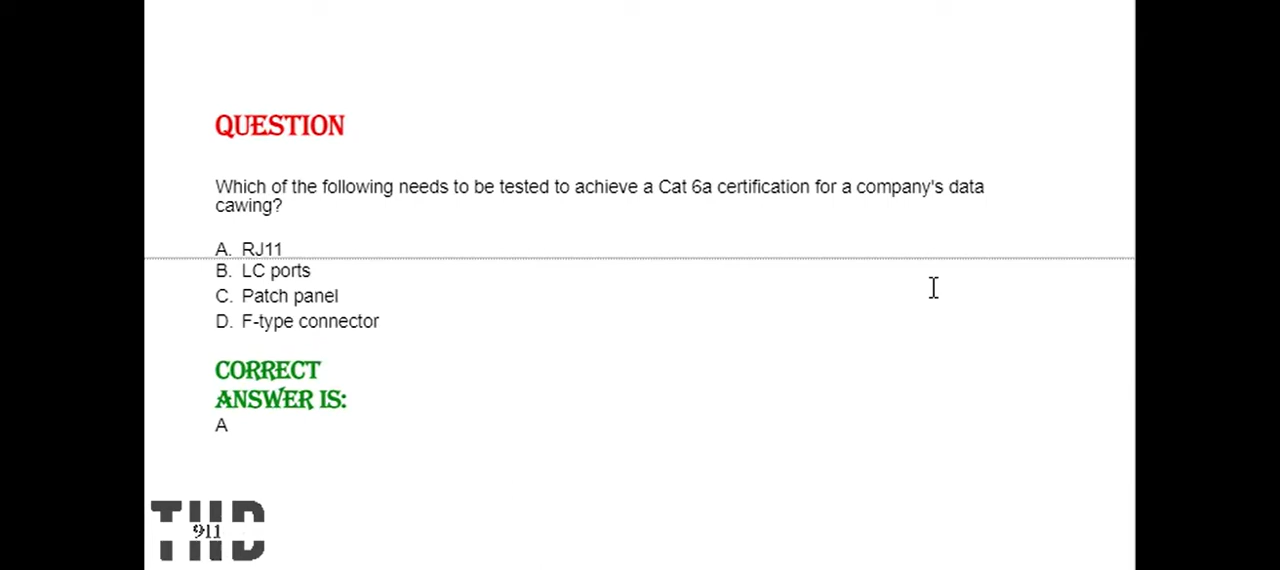 QUESTION
Which of the following needs to be tested to achieve a Cat 6a certification for a company's data
cawing?
A. RJ11
B. LC ports
C. Patch panel
D. F-type connector
CORRECT
ANSWER IS:
A
THD
911